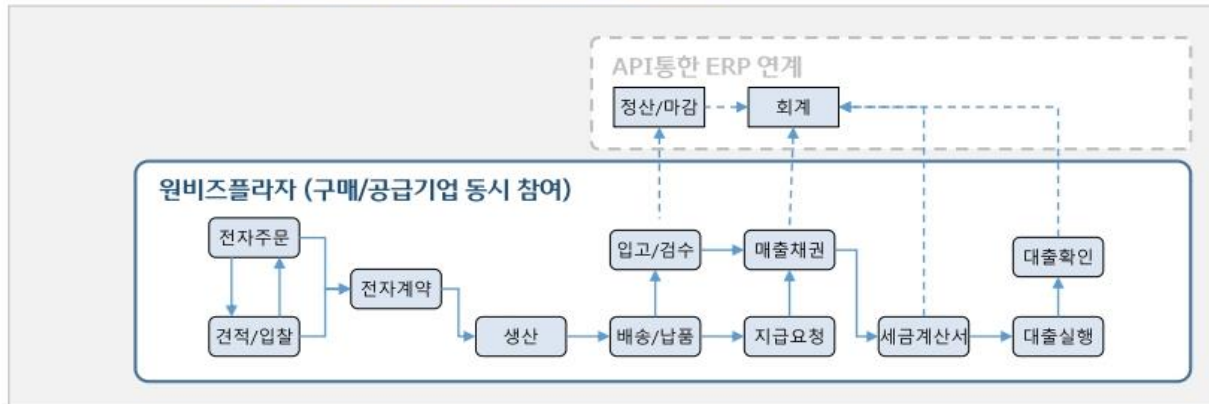 API통한 ERP 연계
정산/마감
회계
원비즈플라자 (구매/공급기업 동시 참여)
전자주문
입고/검수
매출채권
대출확인
전자계약
견적/입찰
생산
배송/납품
지급요청
세금계산서
대출실행